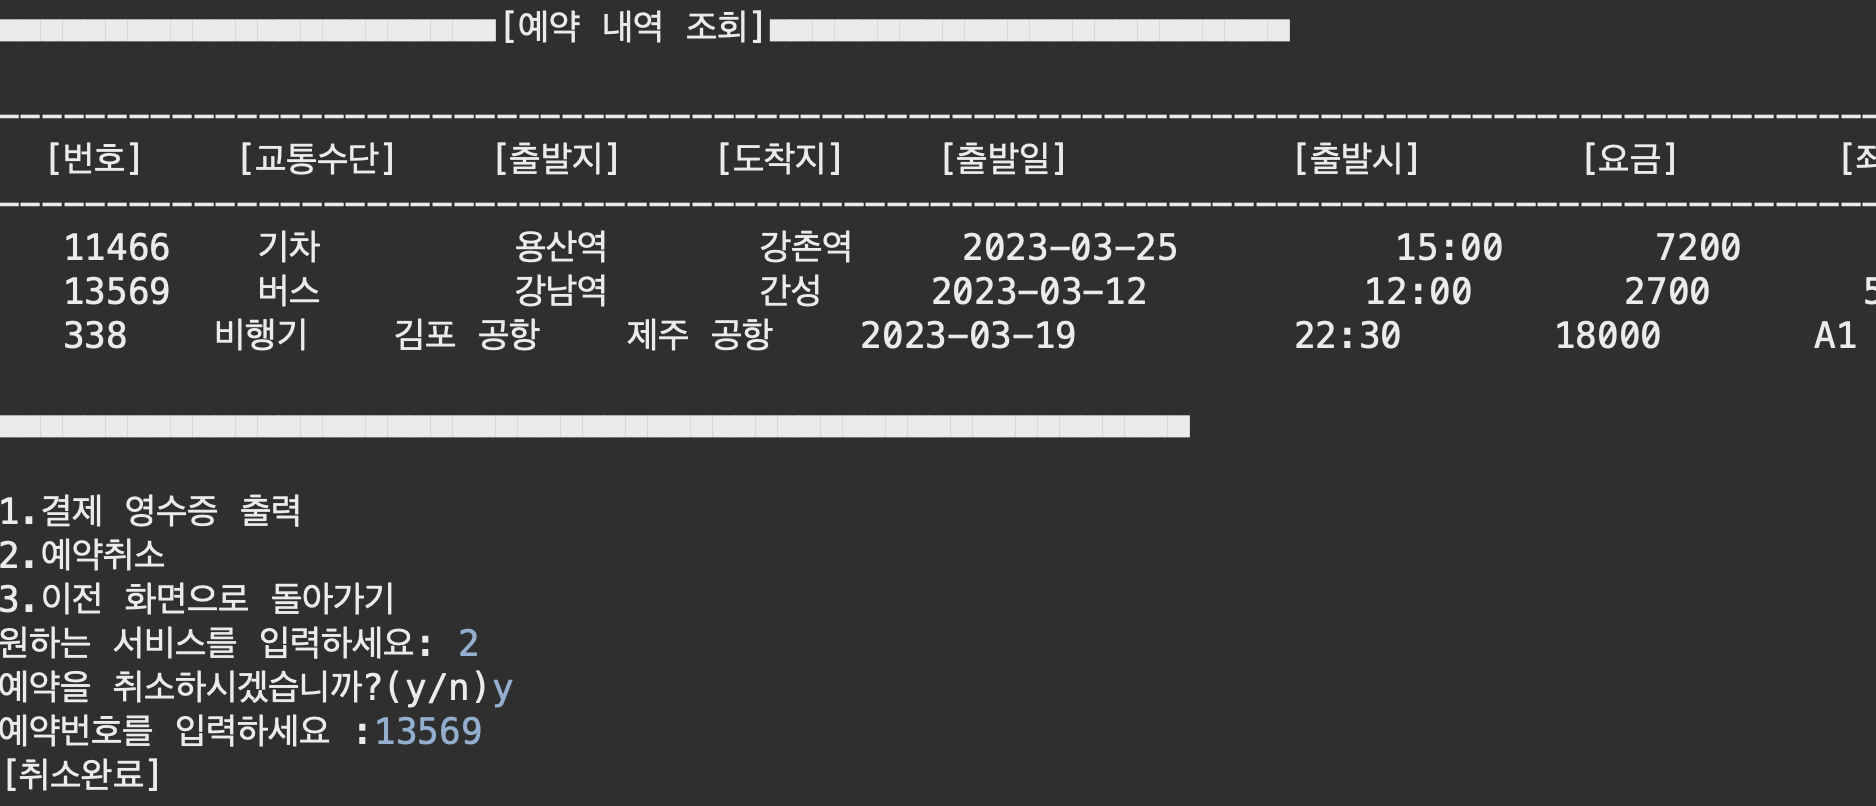 [예약 내역 조회]
[번호] [교통수단] [출발지] [도착지] [출발일] [출발시] [요금]
11466 기차 용산역 강촌역 2023-03-25 15:00 7200
13569 버스 강남역 간성 2023-03-12 12:00 2700
338 비행기 김포 공항 제주 공항 2023-03-19 22:30 18000 A1
1.결제 영수증 출력
2.예약취소
3.이전 화면으로 돌아가기
원하는 서비스를 입력하세요: 2
예약을 취소하시겠습니까?(y/n)y
예약번호를 입력하세요 :13569
[취소완료]